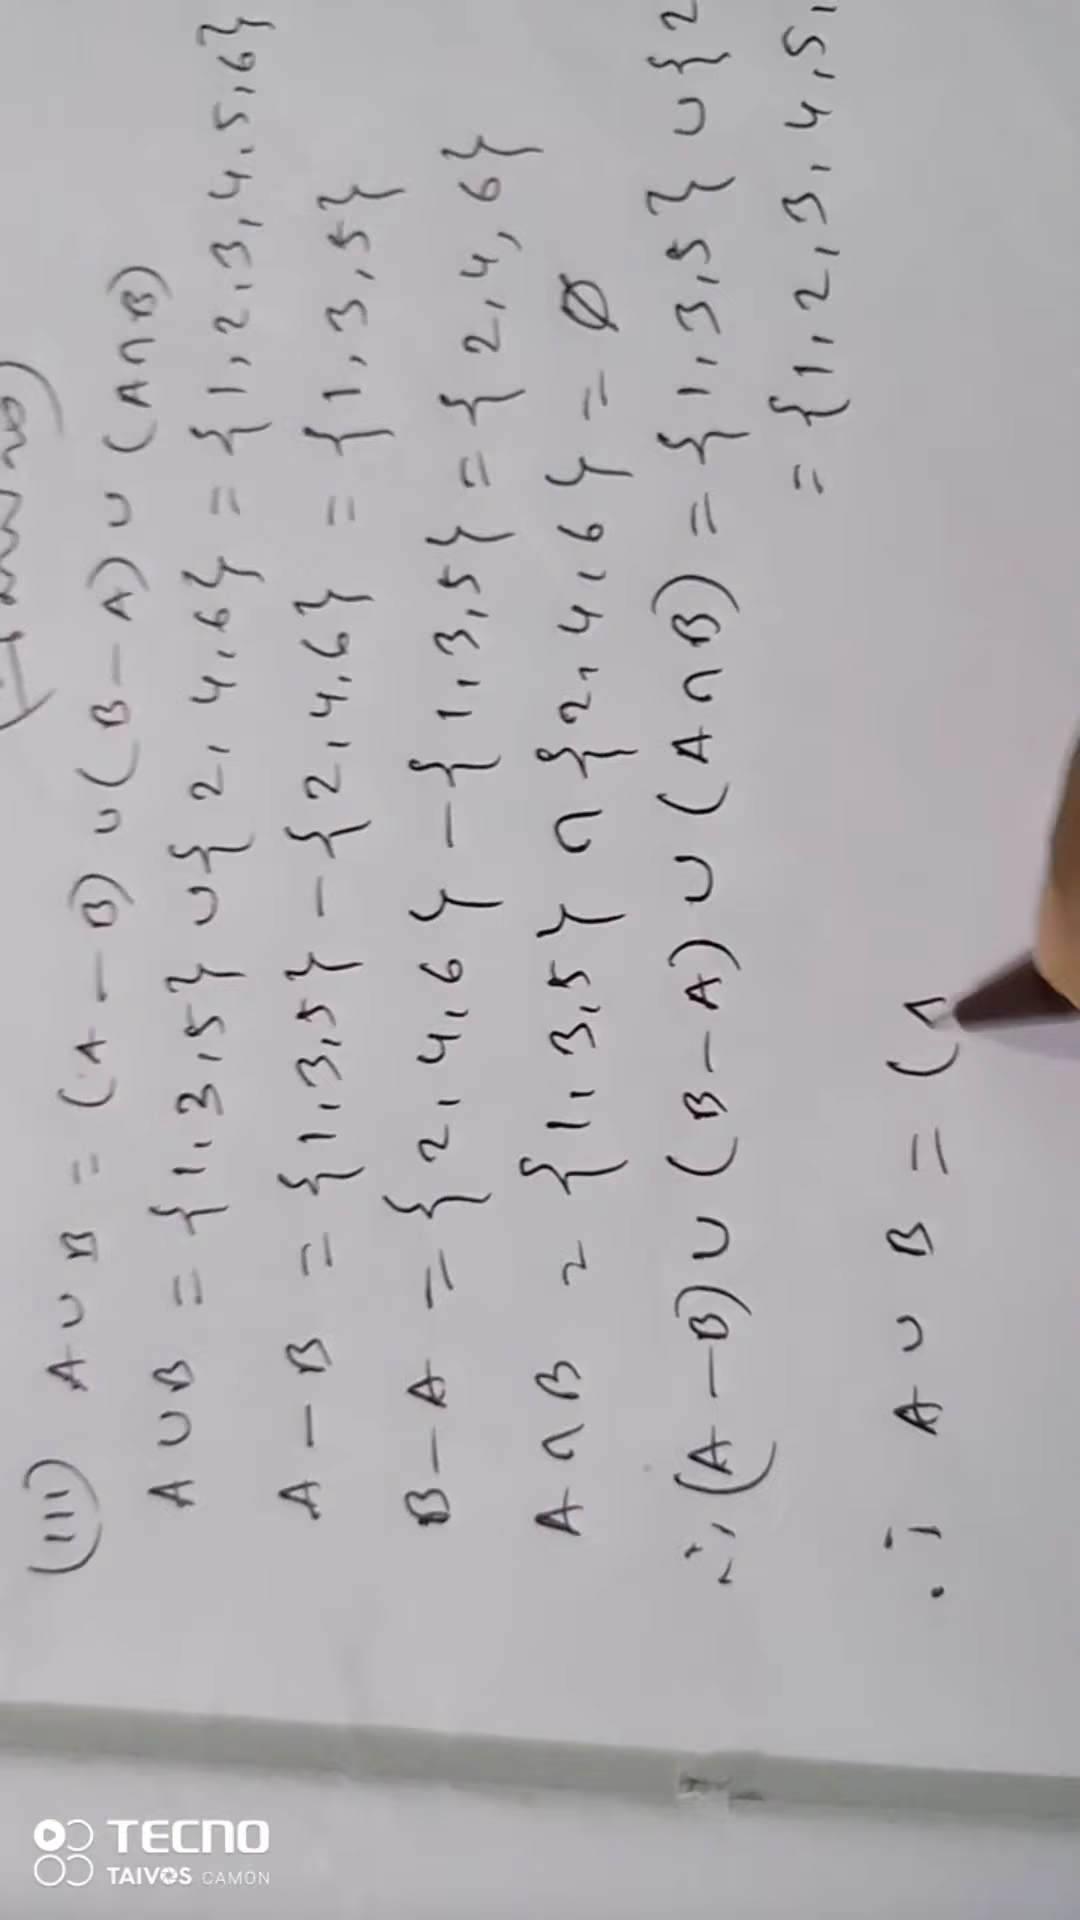 (III) A∪B = (A-B)∪(B-A)∪(A∩B)
A∪B = {1,3,5}∪{2,4,6} = {1,2,3,4,5,6}
A-B = {1,3,5}-{2,4,6} = {1,3,5}
B-A = {2,4,6}-{1,3,5} = {2,4,6}
A∩B = {1,3,5}∩{2,4,6} = ∅
∴ (A-B)∪(B-A)∪(A∩B) = {1,3,5}∪{2
= {1,2,3,4,5,
∴ A∪B = (A
TECNO
TAIVOS CAMON